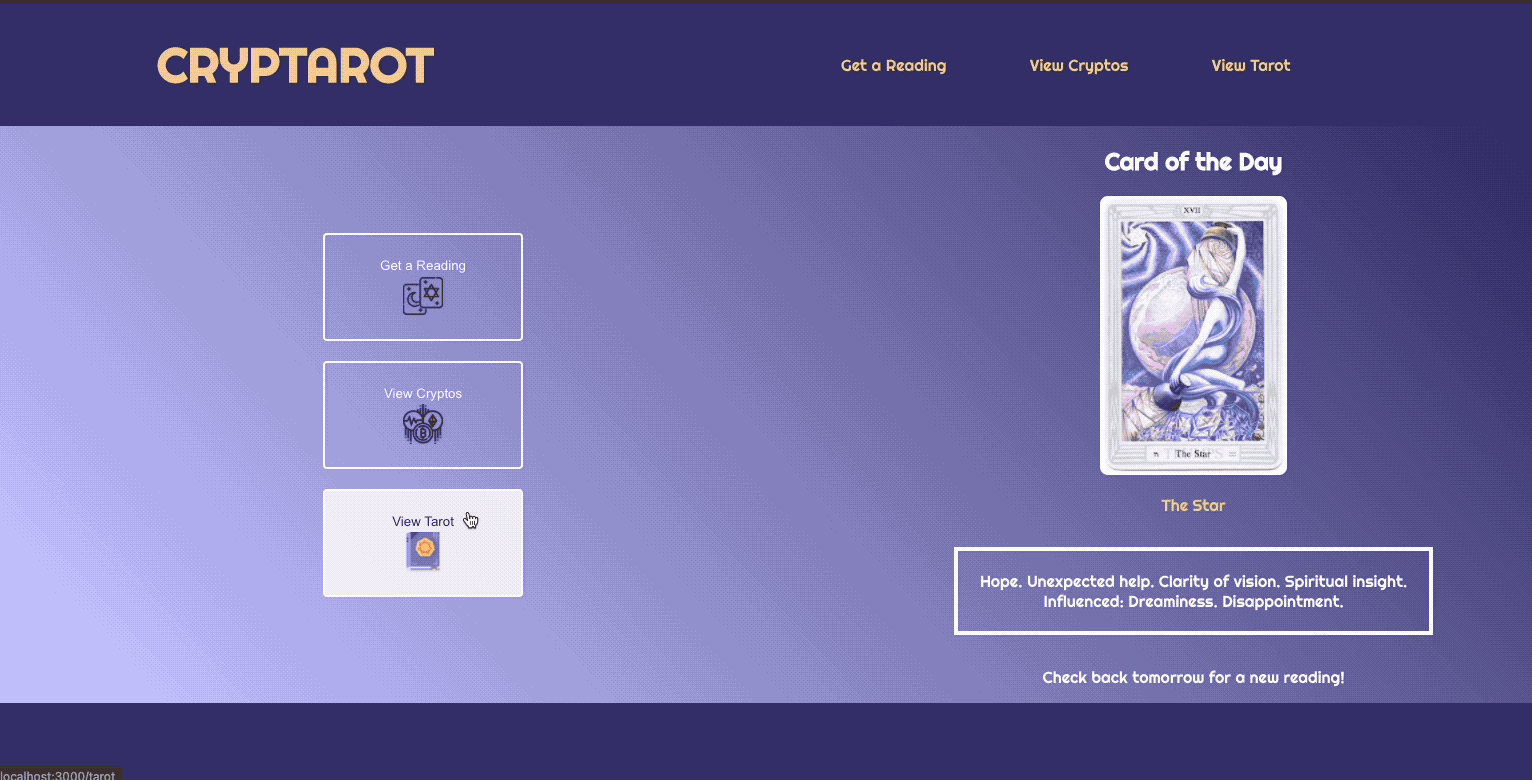 CRYPTAROT
Get a Reading
View Cryptos
View Tarot
Get a Reading
View Cryptos
View Tarot
Card of the Day
XVII
The Star
The Star
Hope. Unexpected help. Clarity of vision. Spiritual insight.
Influenced: Dreaminess. Disappointment.
Check back tomorrow for a new reading!
localhost:3000/tarot